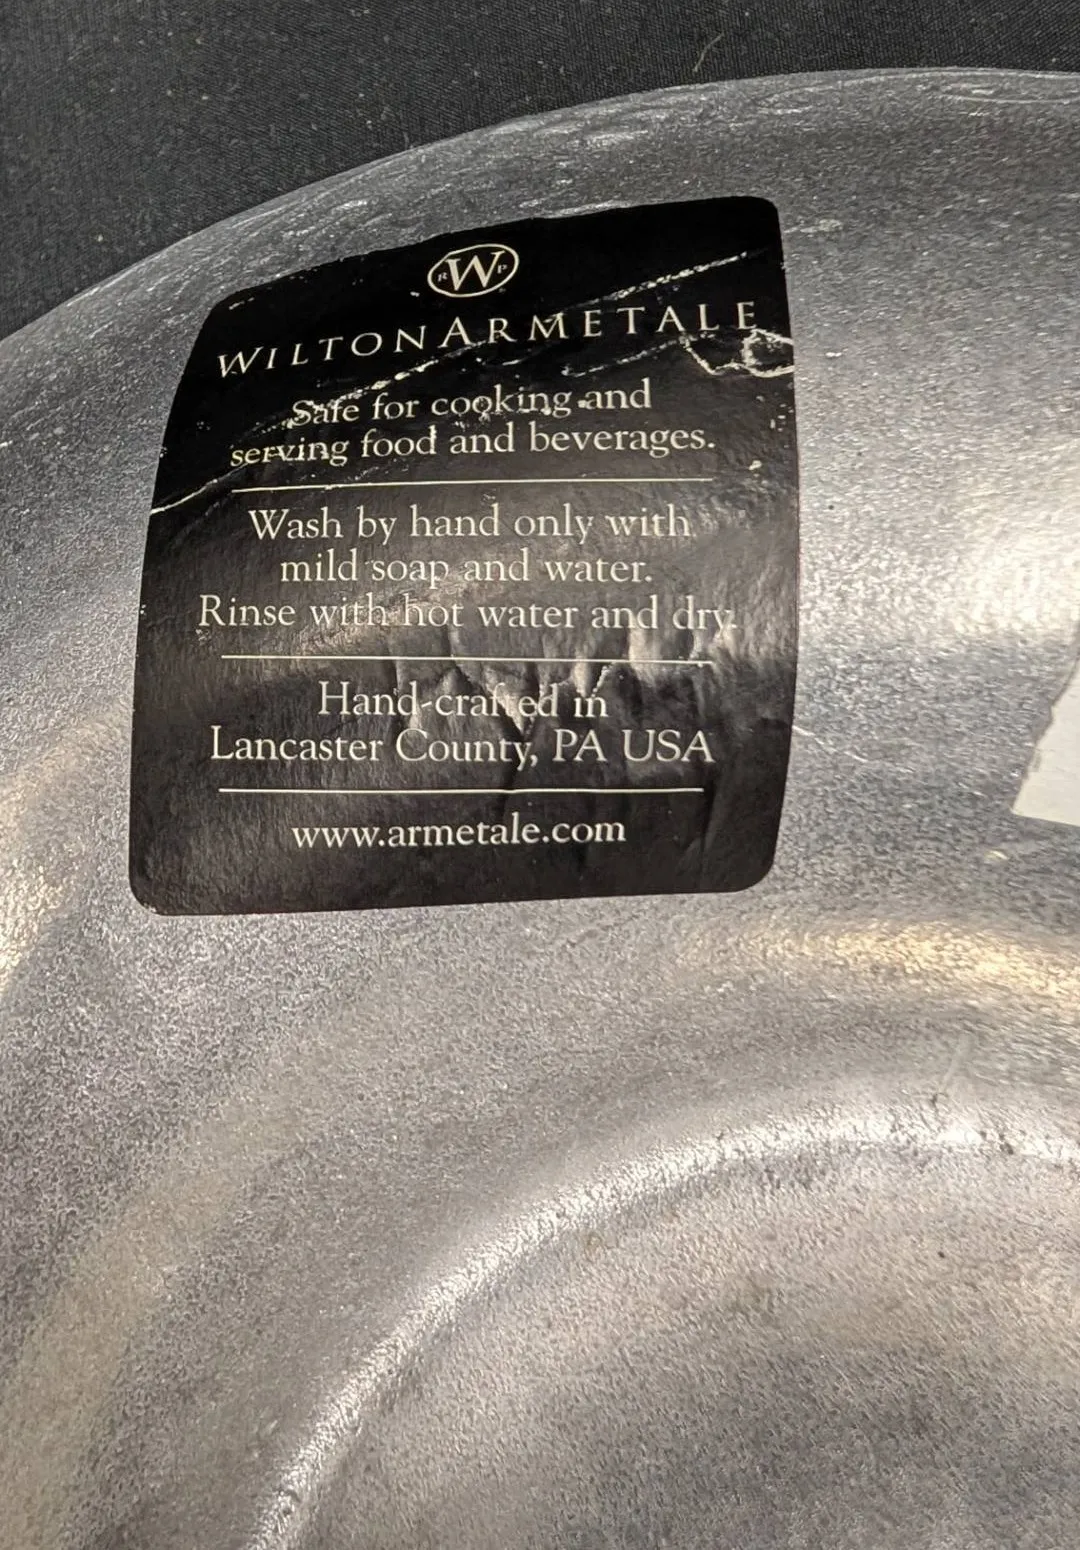 RWP
WILTONARMETALE
Safe for cooking and
serving food and beverages.
Wash by hand only with
mild soap and water.
Rinse with hot water and dry.
Hand-crafted in
Lancaster County, PA USA
www.armetale.com